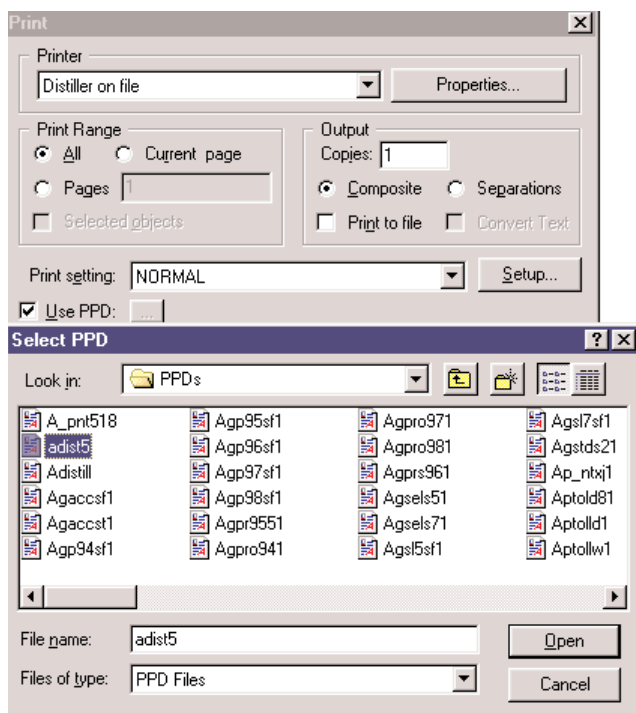 Print
Printer
Distiller on file Properties...
Print Range Output
All Current page Copies: 1
Pages 1 Composite Separations
Selected objects Print to file Convert Text
Print setting: NORMAL Setup...
Use PPD: ...
Select PPD
Look in: PPDs
A_pnt518 Agp95sf1 Agpro971 Agsl7sf1
adist5 Agp96sf1 Agpro981 Agstds21
Adistill Agp97sf1 Agprs961 Ap_ntxj1
Agaccsf1 Agp98sf1 Agsels51 Aptold81
Agaccst1 Agpr9551 Agsels71 Aptolld1
Agp94sf1 Agpro941 Agsl5sf1 Aptollw1
File name: adist5 Open
Files of type: PPD Files Cancel